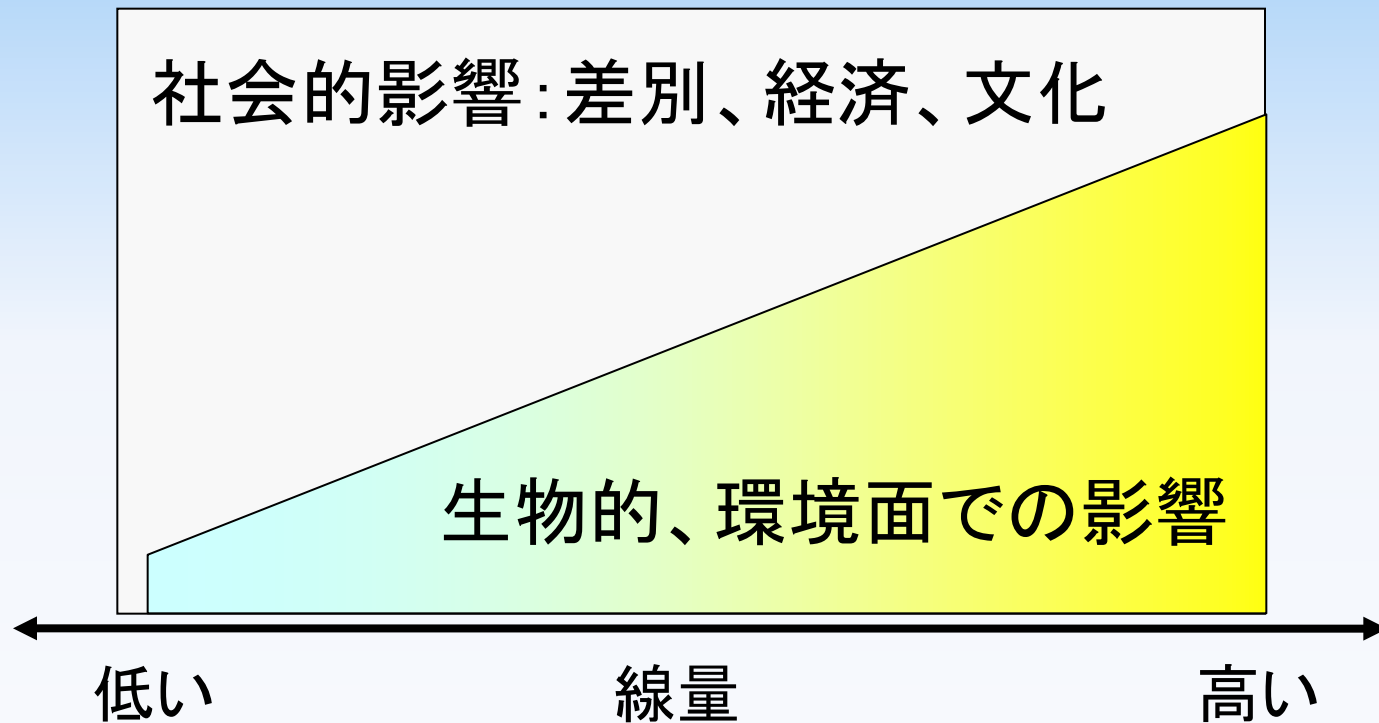 社会的影響：差別、経済、文化
生物的、環境面での影響
低い 線量 高い